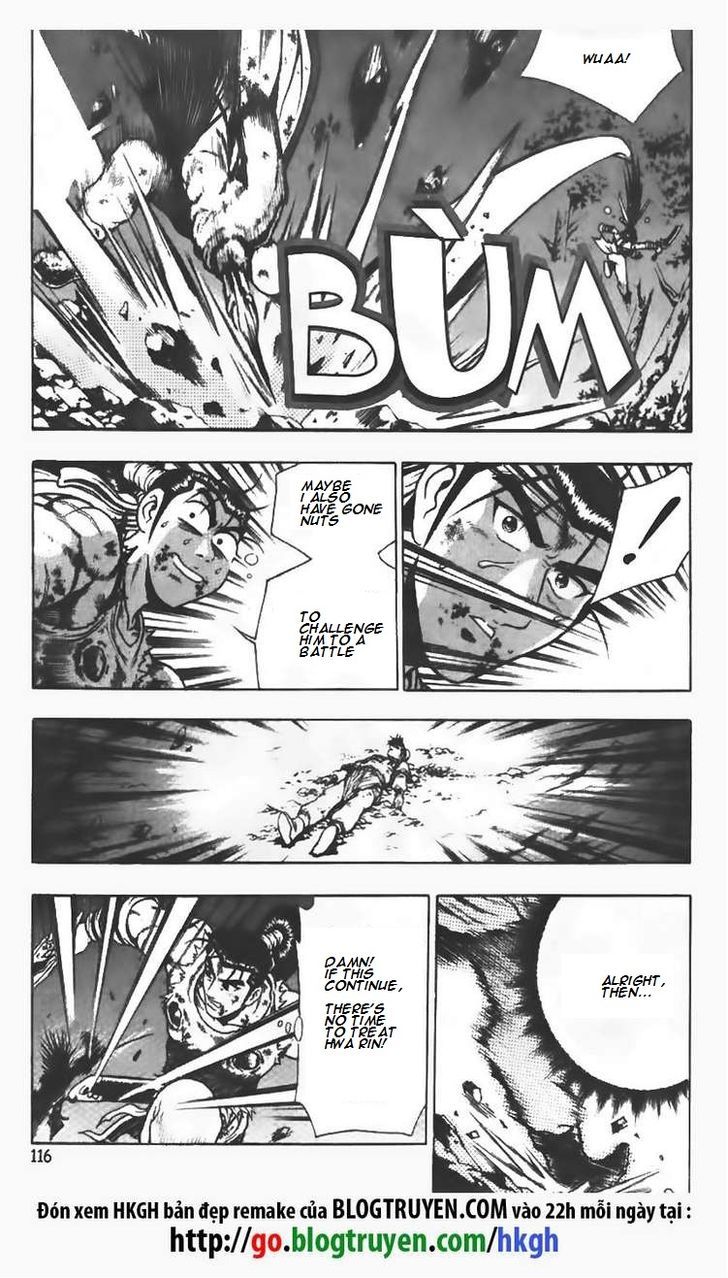 WUAA!
BÙM
MAYBE
I ALSO
HAVE GONE
NUTS
TO
CHALLENGE
HIM TO A
BATTLE
!
DAMN!
IF THIS
CONTINUE,
THERE'S
NO TIME
TO TREAT
HWA RIN!
ALRIGHT,
THEN...
116
Đón xem HKGH bản đẹp remake của BLOGTRUYEN.COM vào 22h mỗi ngày tại :
http://go.blogtruyen.com/hkgh